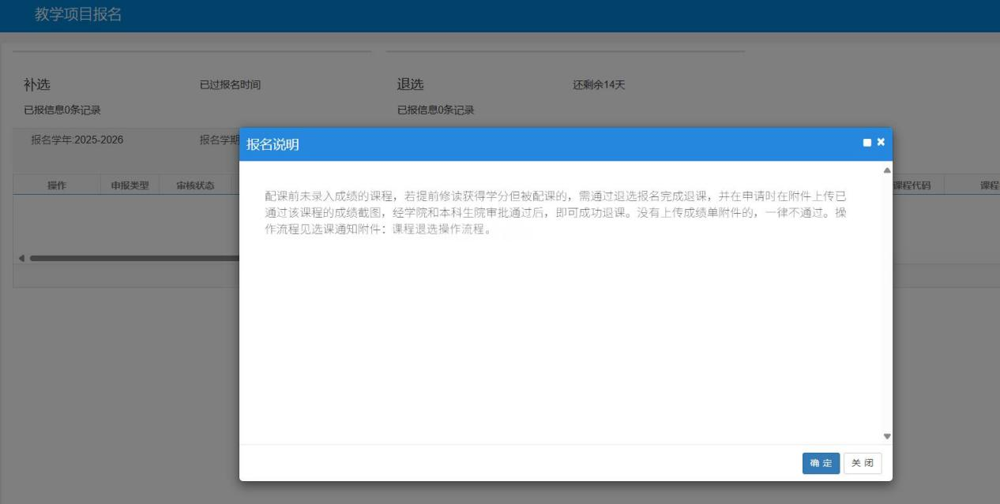 教学项目报名
补选
已过报名时间
退选
还剩余14天
已报信息0条记录
已报信息0条记录
报名学年:2025-2026
报名学期
操作
申报类型
审核状态
课程代码
课程
报名说明
配课前未录入成绩的课程，若提前修读获得学分但被配课的，需通过退选报名完成退课，并在申请时在附件上传已
通过该课程的成绩截图，经学院和本科生院审批通过后，即可成功退课。没有上传成绩单附件的，一律不通过。操
作流程见选课通知附件：课程退选操作流程。
确 定
关 闭